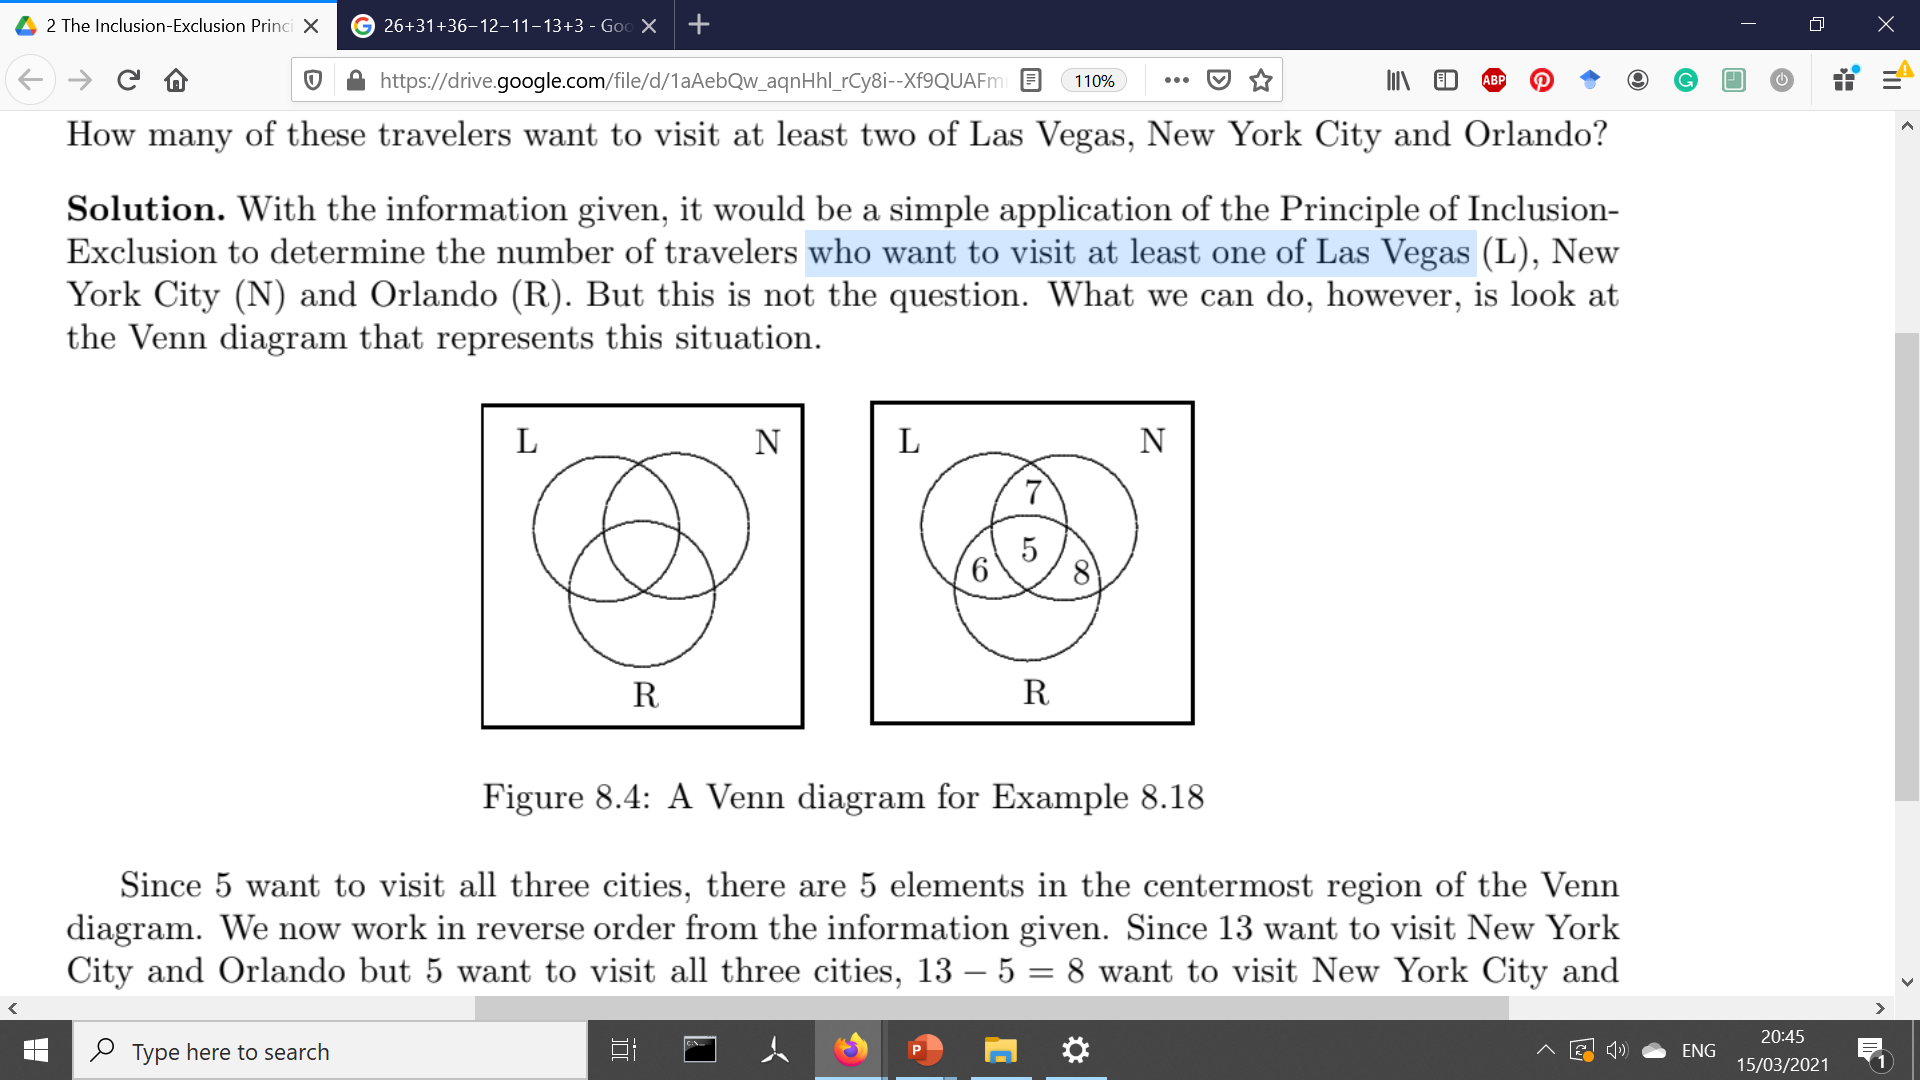 2 The Inclusion-Exclusion Princi
26+31+36−12−11−13+3 - Goo
https://drive.google.com/file/d/1aAebQw_aqnHhl_rCy8i--Xf9QUAFm
110%
ABP
How many of these travelers want to visit at least two of Las Vegas, New York City and Orlando?
Solution. With the information given, it would be a simple application of the Principle of Inclusion-
Exclusion to determine the number of travelers who want to visit at least one of Las Vegas (L), New
York City (N) and Orlando (R). But this is not the question. What we can do, however, is look at
the Venn diagram that represents this situation.
L N
R
L N
7
5
6 8
R
Figure 8.4: A Venn diagram for Example 8.18
Since 5 want to visit all three cities, there are 5 elements in the centermost region of the Venn
diagram. We now work in reverse order from the information given. Since 13 want to visit New York
City and Orlando but 5 want to visit all three cities, 13 − 5 = 8 want to visit New York City and
Type here to search
ENG
20:45
15/03/2021
1